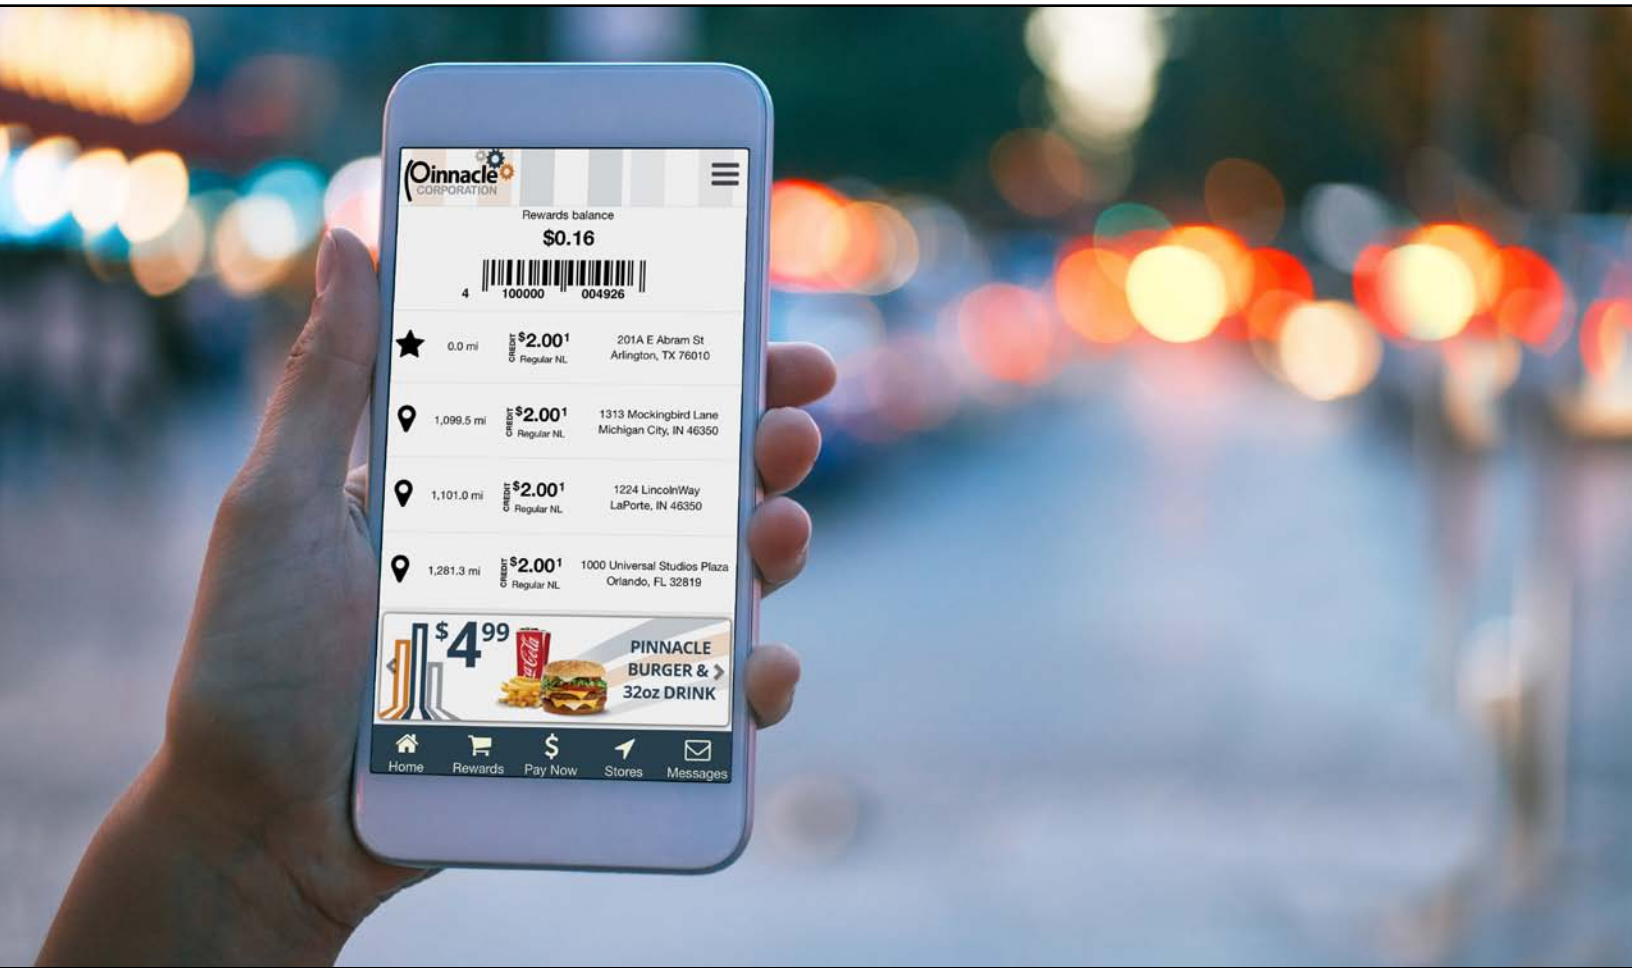 Pinnacle
CORPORATION
Rewards balance
$0.16
4 100000 004926
0.0 mi CREDIT $2.00¹ Regular NL 201A E Abram St
Arlington, TX 76010
1,099.5 mi CREDIT $2.00¹ Regular NL 1313 Mockingbird Lane
Michigan City, IN 46350
1,101.0 mi CREDIT $2.00¹ Regular NL 1224 LincolnWay
LaPorte, IN 46350
1,281.3 mi CREDIT $2.00¹ Regular NL 1000 Universal Studios Plaza
Orlando, FL 32819
$4 99
Coca-Cola
PINNACLE
BURGER &
32oz DRINK
Home Rewards Pay Now Stores Messages